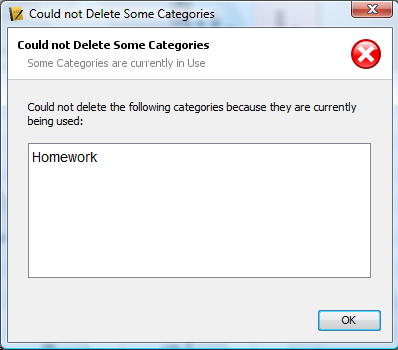 Could not Delete Some Categories
Could not Delete Some Categories
Some Categories are currently in Use
Could not delete the following categories because they are currently
being used:
Homework
OK